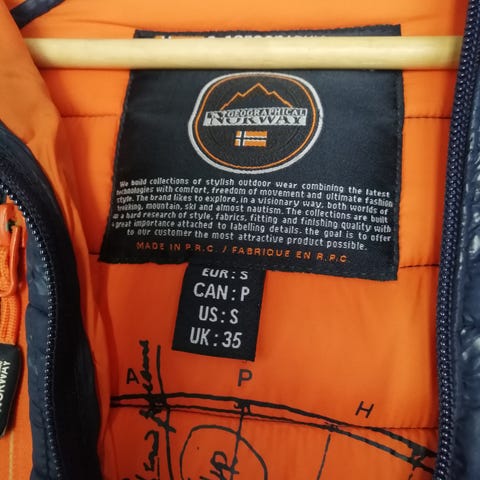 TOPOGRAPHICAL
NORWAY
We build collections of stylish outdoor wear combining the latest
technologies with comfort, freedom of movement and ultimate fashion
style. The brand likes to explore, in a visionary way, both worlds of
trekking, mountain, ski and almost nautism. The collections are built
on a hard research of style, fabrics, fitting and finishing quality with
a great importance attached to labelling details. the goal is to offer
to our customer the most attractive product possible.
MADE IN P.R.C. / FABRIQUE EN R.P.C
EUR: S
CAN: P
US: S
UK: 35
NORWAY
A P H
up